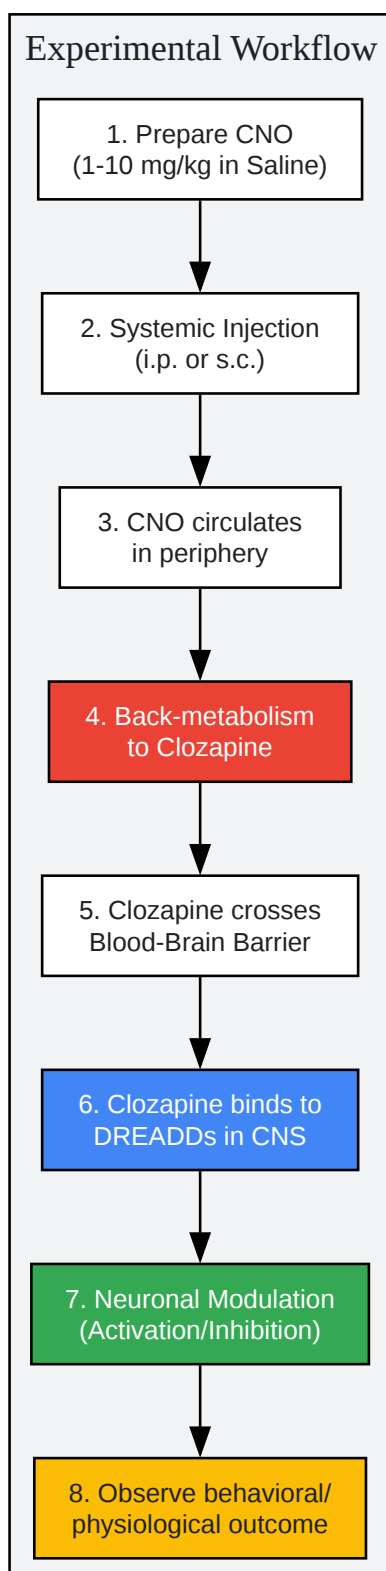 Experimental Workflow
1. Prepare CNO
(1-10 mg/kg in Saline)
2. Systemic Injection
(i.p. or s.c.)
3. CNO circulates
in periphery
4. Back-metabolism
to Clozapine
5. Clozapine crosses
Blood-Brain Barrier
6. Clozapine binds to
DREADDs in CNS
7. Neuronal Modulation
(Activation/Inhibition)
8. Observe behavioral/
physiological outcome